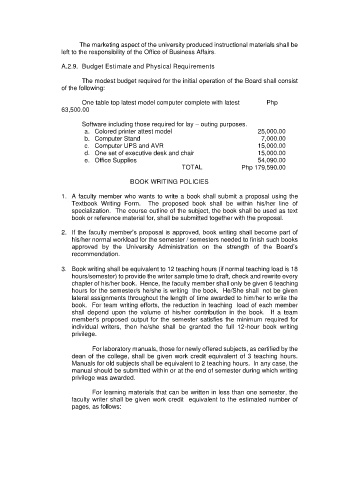 The marketing aspect of the university produced instructional materials shall be
left to the responsibility of the Office of Business Affairs.
A.2.9. Budget Estimate and Physical Requirements
The modest budget required for the initial operation of the Board shall consist
of the following:
One table top latest model computer complete with latest Php
63,500.00
Software including those required for lay – outing purposes.
a. Colored printer attest model 25,000.00
b. Computer Stand 7,000.00
c. Computer UPS and AVR 15,000.00
d. One set of executive desk and chair 15,000.00
e. Office Supplies 54,090.00
TOTAL Php 179,590.00
BOOK WRITING POLICIES
1. A faculty member who wants to write a book shall submit a proposal using the
Textbook Writing Form. The proposed book shall be within his/her line of
specialization. The course outline of the subject, the book shall be used as text
book or reference material for, shall be submitted together with the proposal.
2. If the faculty member's proposal is approved, book writing shall become part of
his/her normal workload for the semester / semesters needed to finish such books
approved by the University Administration on the strength of the Board's
recommendation.
3. Book writing shall be equivalent to 12 teaching hours (if normal teaching load is 18
hours/semester) to provide the writer sample time to draft, check and rewrite every
chapter of his/her book. Hence, the faculty member shall only be given 6 teaching
hours for the semester/s he/she is writing the book. He/She shall not be given
lateral assignments throughout the length of time awarded to him/her to write the
book. For team writing efforts, the reduction in teaching load of each member
shall depend upon the volume of his/her contribution in the book. If a team
member's proposed output for the semester satisfies the minimum required for
individual writers, then he/she shall be granted the full 12-hour book writing
privilege.
For laboratory manuals, those for newly offered subjects, as certified by the
dean of the college, shall be given work credit equivalent of 3 teaching hours.
Manuals for old subjects shall be equivalent to 2 teaching hours. In any case, the
manual should be submitted within or at the end of semester during which writing
privilege was awarded.
For learning materials that can be written in less than one semester, the
faculty writer shall be given work credit equivalent to the estimated number of
pages, as follows: